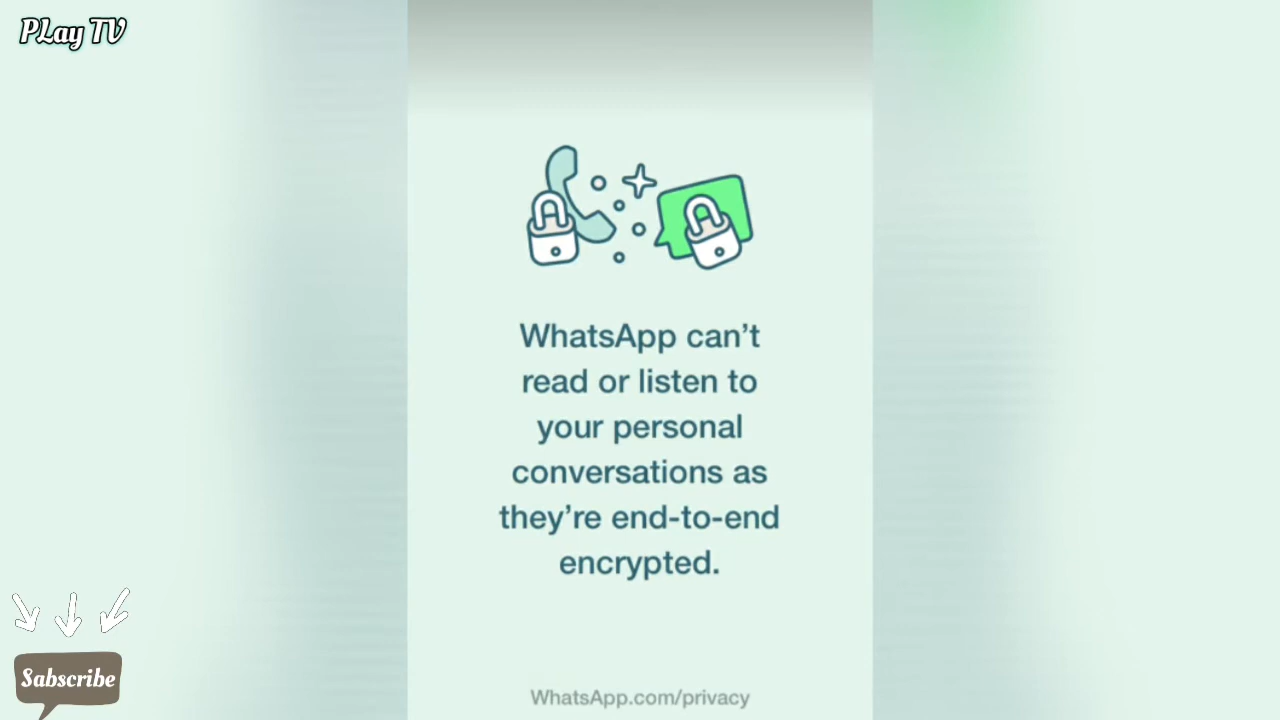 PLay TV
WhatsApp can’t
read or listen to
your personal
conversations as
they’re end-to-end
encrypted.
Sabscribe
WhatsApp.com/privacy